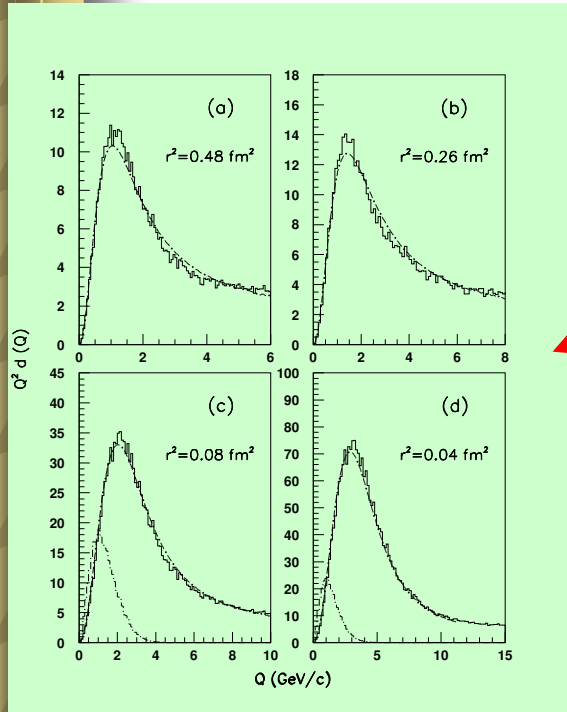 (a)
r²=0.48 fm²
14
12
10
8
6
4
2
0
0 2 4 6
(b)
r²=0.26 fm²
18
16
14
12
10
8
6
4
2
0
0 2 4 6 8
Q² d (Q)
(c)
r²=0.08 fm²
45
40
35
30
25
20
15
10
5
0
0 2 4 6 8 10
(d)
r²=0.04 fm²
100
90
80
70
60
50
40
30
20
10
0
0 5 10 15
Q (GeV/c)